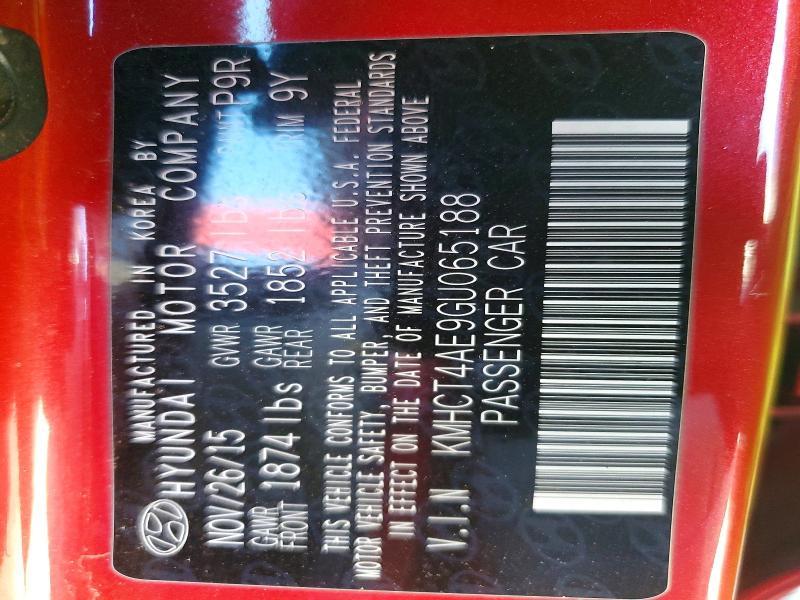 MANUFACTURED IN KOREA BY
HYUNDAI MOTOR COMPANY
NOV/26/15 GVWR 3527 lbs PAINT P9R
GAWR FRONT 1874 lbs GAWR REAR 1852 lbs TRIM 9Y
THIS VEHICLE CONFORMS TO ALL APPLICABLE U.S.A. FEDERAL
MOTOR VEHICLE SAFETY, BUMPER, AND THEFT PREVENTION STANDARDS
IN EFFECT ON THE DATE OF MANUFACTURE SHOWN ABOVE
V.I.N KMHCT4AE9GU065188
PASSENGER CAR